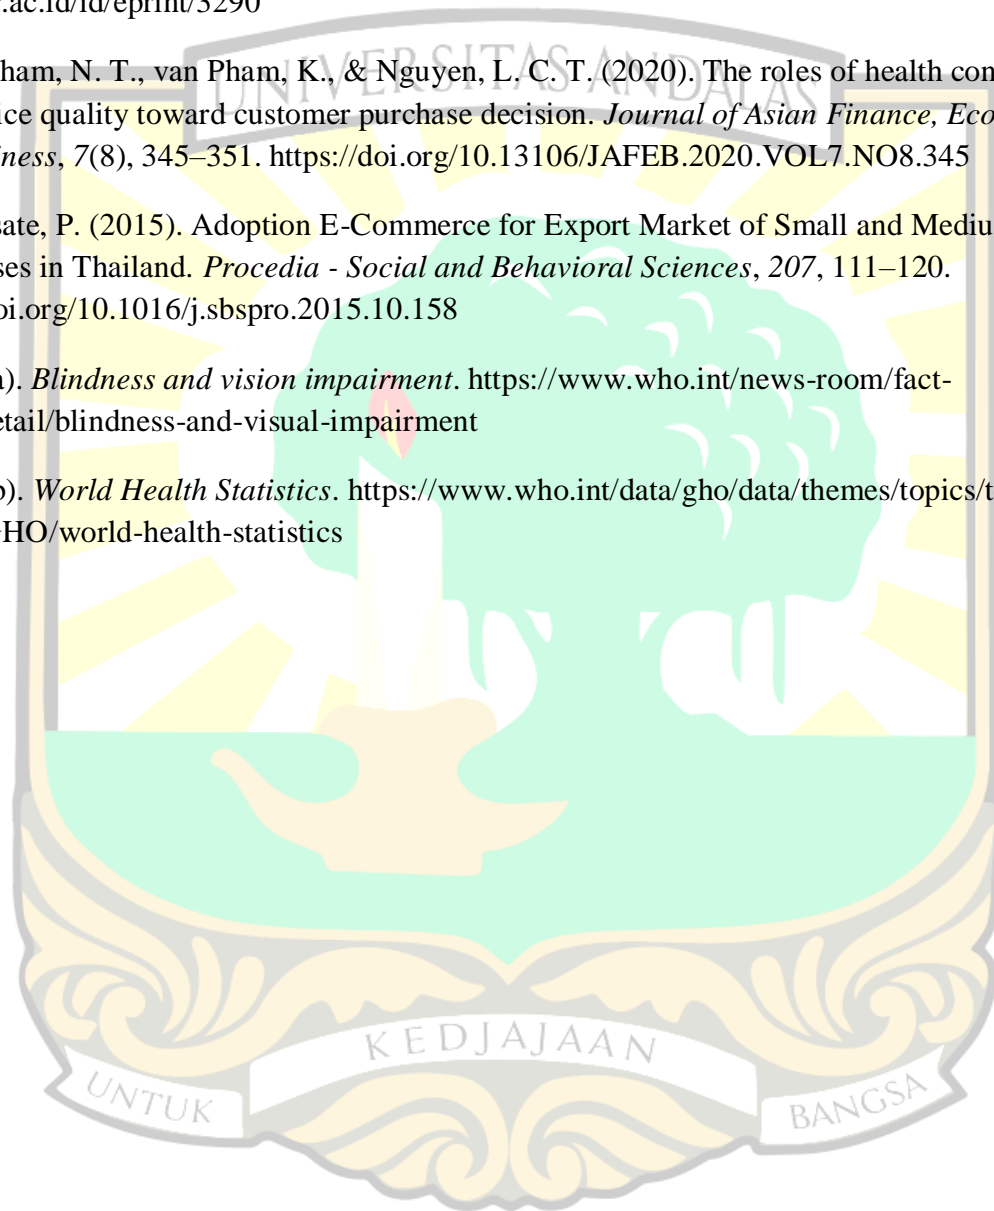 .ac.id/id/eprint/3290
UNIVERSITAS ANDALAS
ham, N. T., van Pham, K., & Nguyen, L. C. T. (2020). The roles of health con
ice quality toward customer purchase decision. Journal of Asian Finance, Eco
iness, 7(8), 345–351. https://doi.org/10.13106/JAFEB.2020.VOL7.NO8.345
sate, P. (2015). Adoption E-Commerce for Export Market of Small and Mediu
ses in Thailand. Procedia - Social and Behavioral Sciences, 207, 111–120.
oi.org/10.1016/j.sbspro.2015.10.158
a). Blindness and vision impairment. https://www.who.int/news-room/fact-
etail/blindness-and-visual-impairment
b). World Health Statistics. https://www.who.int/data/gho/data/themes/topics/t
HO/world-health-statistics
UNTUK KEDJAJAAN BANGSA